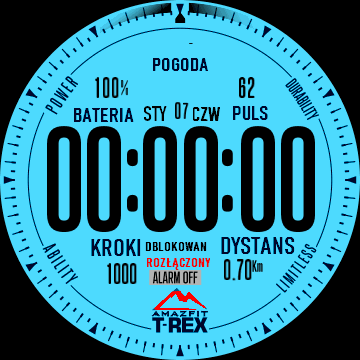 -
POGODA
POWER
100%
62
DURABILITY
BATERIA
STY 07 CZW
PULS
00:00:00
KROKI
DBLOKOWAN
DYSTANS
ROZŁĄCZONY
1000
ALARM OFF
0.70Km
ABILITY
LIMITLESS
AMAZFIT
T-REX